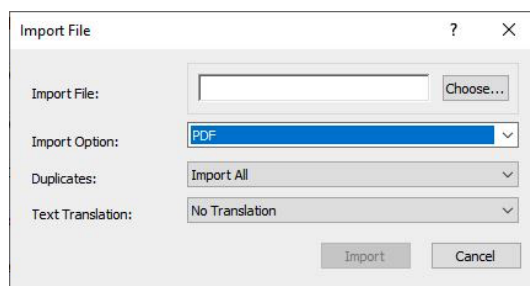 Import File
Import File:
Choose...
Import Option:
PDF
Duplicates:
Import All
Text Translation:
No Translation
Import
Cancel